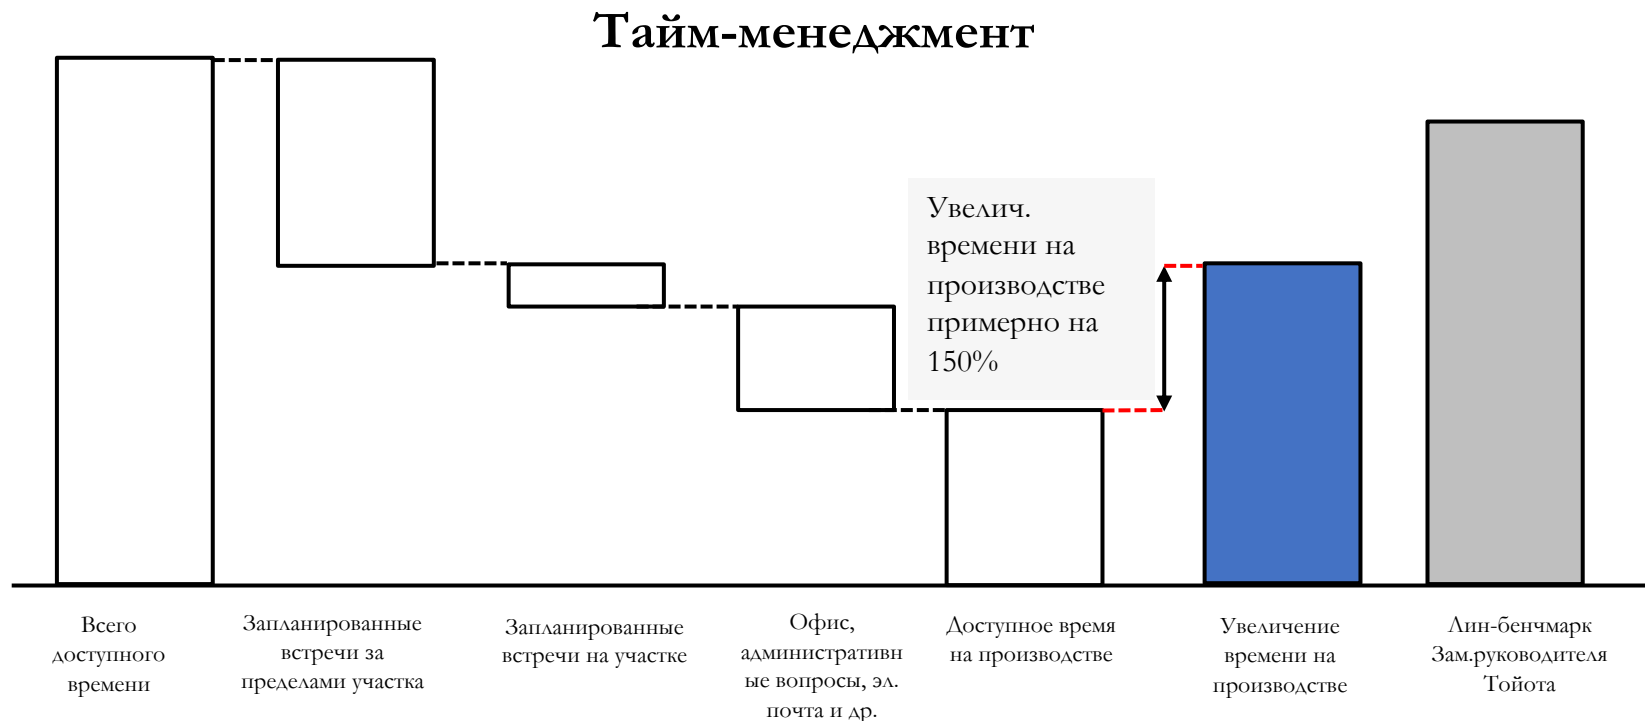 Тайм-менеджмент
Увелич.
времени на
производстве
примерно на
150%
Всего
доступного
времени
Запланированные
встречи за
пределами участка
Запланированные
встречи на участке
Офис,
административн
ые вопросы, эл.
почта и др.
Доступное время
на производстве
Увеличение
времени на
производстве
Лин-бенчмарк
Зам.руководителя
Тойота